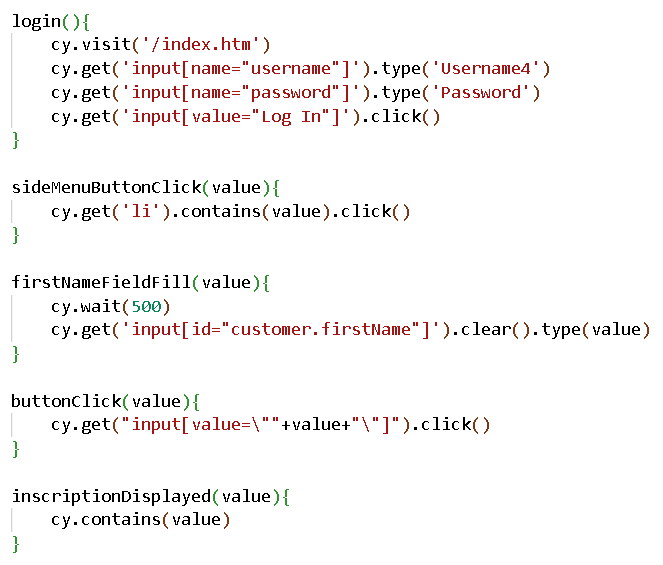 login(){
    cy.visit('/index.htm')
    cy.get('input[name="username"]').type('Username4')
    cy.get('input[name="password"]').type('Password')
    cy.get('input[value="Log In"]').click()
}

sideMenuButtonClick(value){
    cy.get('li').contains(value).click()
}

firstNameFieldFill(value){
    cy.wait(500)
    cy.get('input[id="customer.firstName"]').clear().type(value)
}

buttonClick(value){
    cy.get("input[value=\""+value+"\"]").click()
}

inscriptionDisplayed(value){
    cy.contains(value)
}